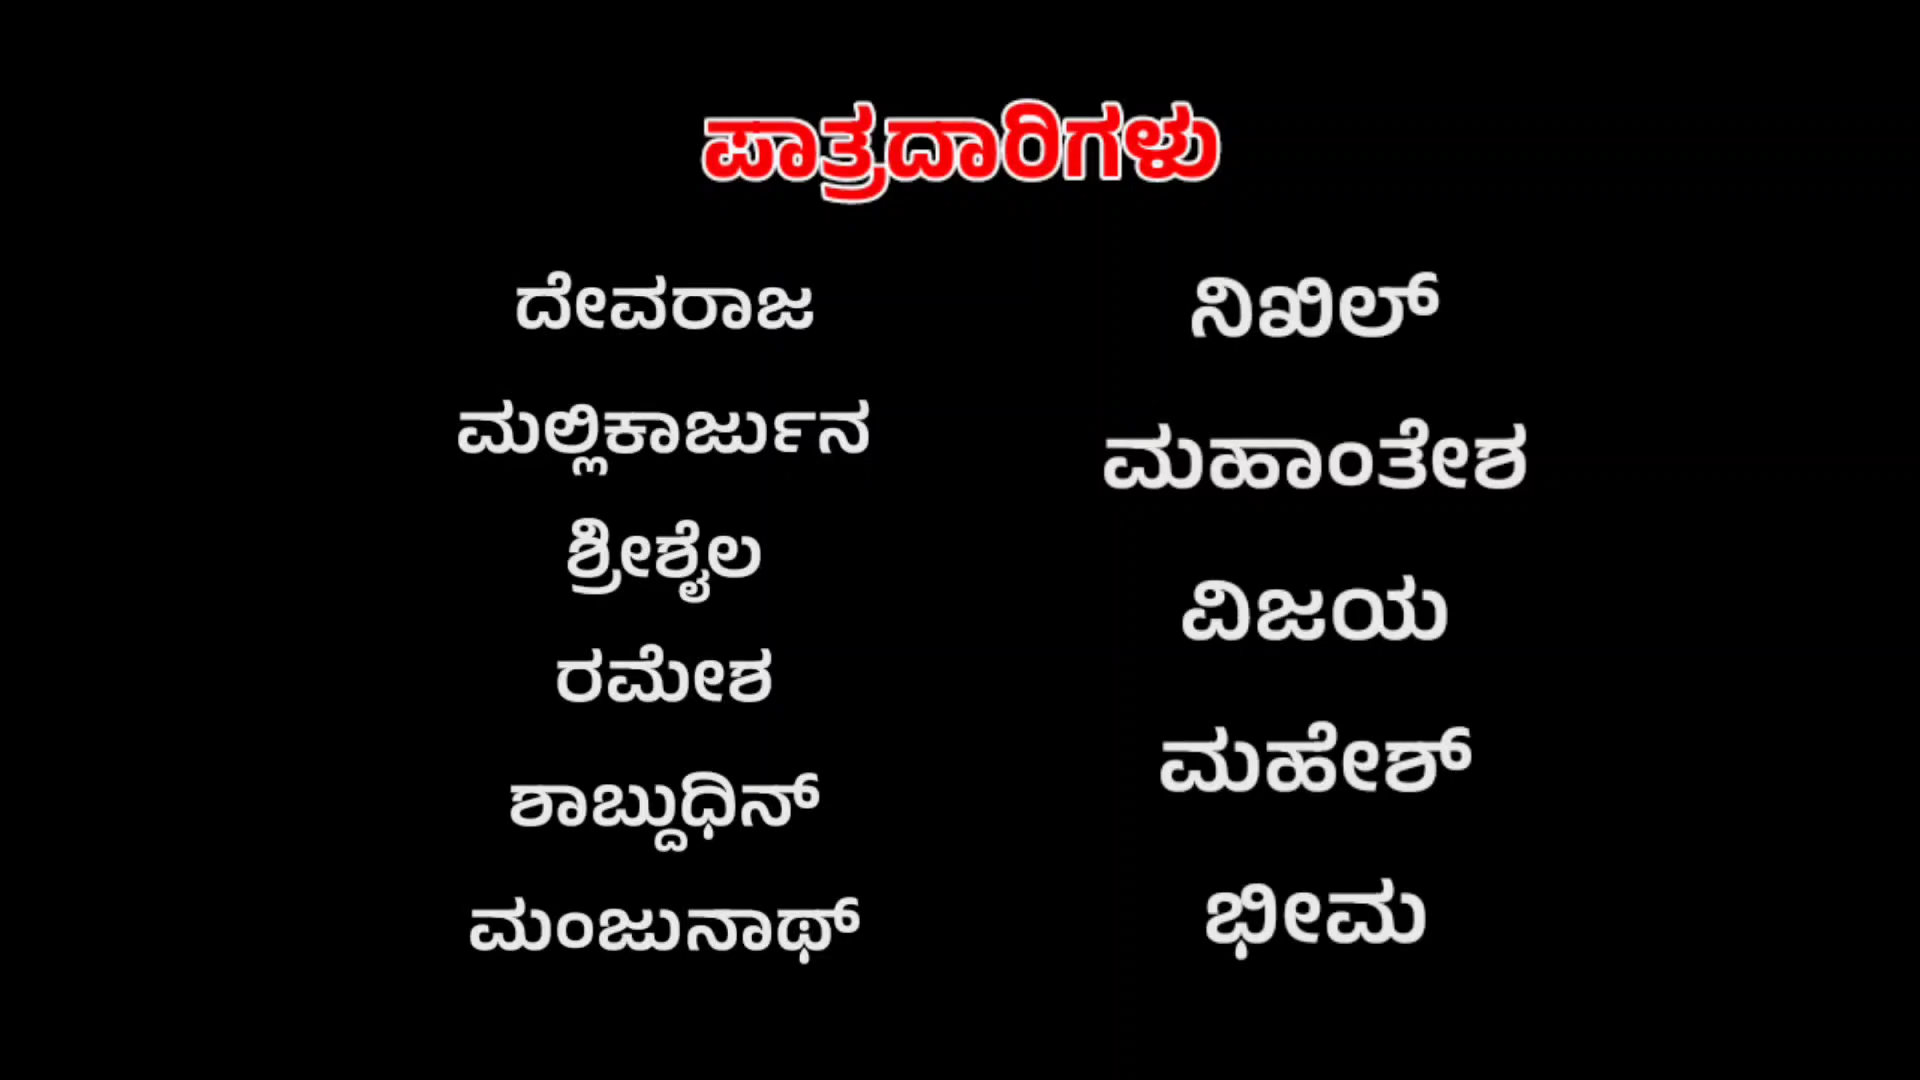 ಪಾತ್ರದಾರಿಗಳು
ದೇವರಾಜ
ಮಲ್ಲಿಕಾರ್ಜುನ
ಶ್ರೀಶೈಲ
ರಮೇಶ
ಶಾಬ್ದುಧಿನ್
ಮಂಜುನಾಥ್
ನಿಖಿಲ್
ಮಹಾಂತೇಶ
ವಿಜಯ
ಮಹೇಶ್
ಭೀಮ